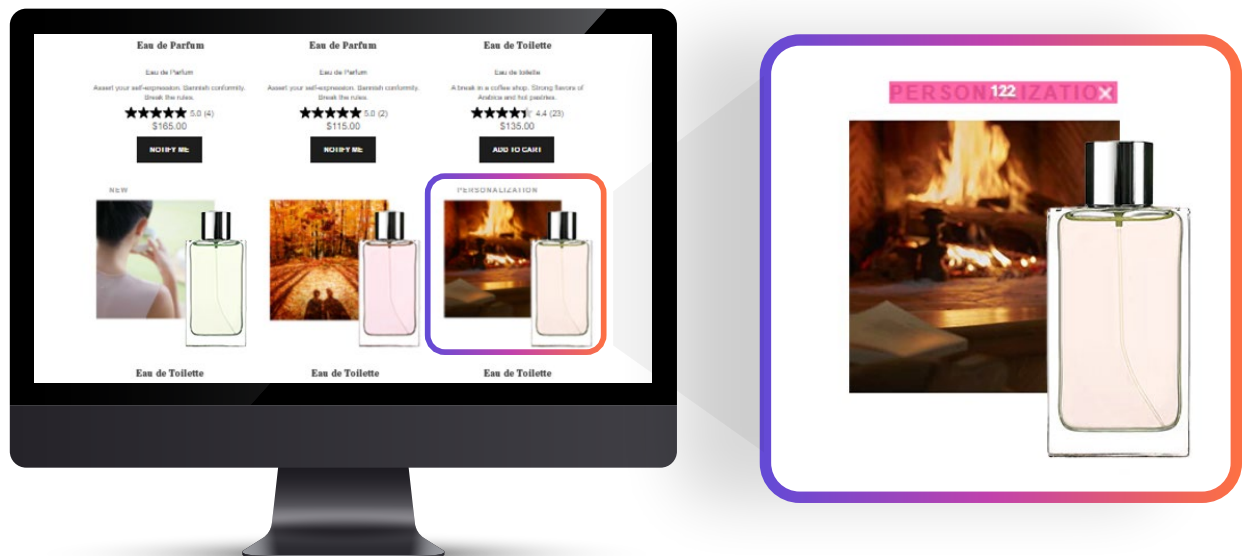 Eau de Parfum
Eau de Parfum
Eau de Toilette
Eau de Parfum
Eau de Parfum
Eau de toilette
Assert your self-expression. Bannish conformity.
Break the rules.
Assert your self-expression. Bannish conformity.
Break the rules.
A break in a coffee shop. Strong flavors of
Arabica and hot pastries.
5.0 (4)
5.0 (2)
4.4 (23)
$165.00
$115.00
$135.00
NOTIFY ME
NOTIFY ME
ADD TO CART
NEW
PERSONALIZATION
Eau de Toilette
Eau de Toilette
Eau de Toilette
PERSONALIZATION
122